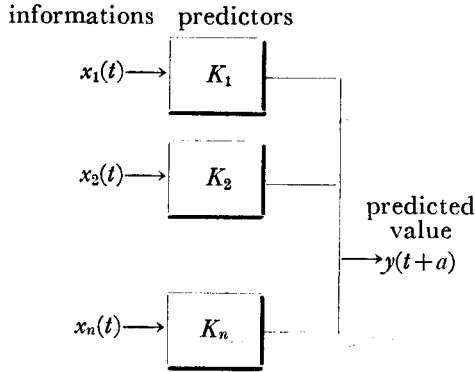 informations predictors
x₁(t) K₁
x₂(t) K₂
predicted
value
y(t+a)
xₙ(t) Kₙ